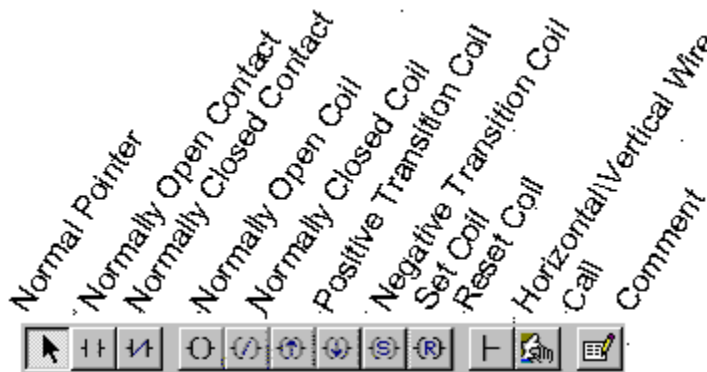 Normal Pointer
Normally Open Contact
Normally Closed Contact
Normally Open Coil
Normally Closed Coil
Positive Transition Coil
Negative Transition Coil
Set Coil
Reset Coil
Horizontal\Vertical Wire
Call
Comment
S
R